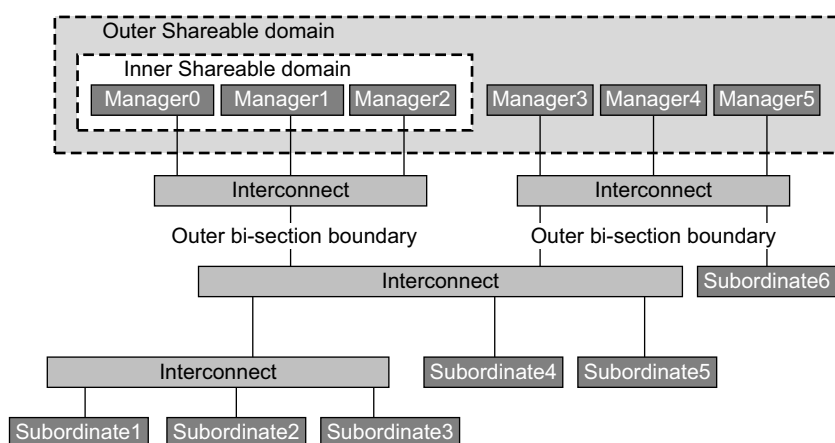 Outer Shareable domain
Inner Shareable domain
Manager0 Manager1 Manager2 Manager3 Manager4 Manager5
Interconnect Interconnect
Outer bi-section boundary Outer bi-section boundary
Interconnect Subordinate6
Interconnect Subordinate4 Subordinate5
Subordinate1 Subordinate2 Subordinate3